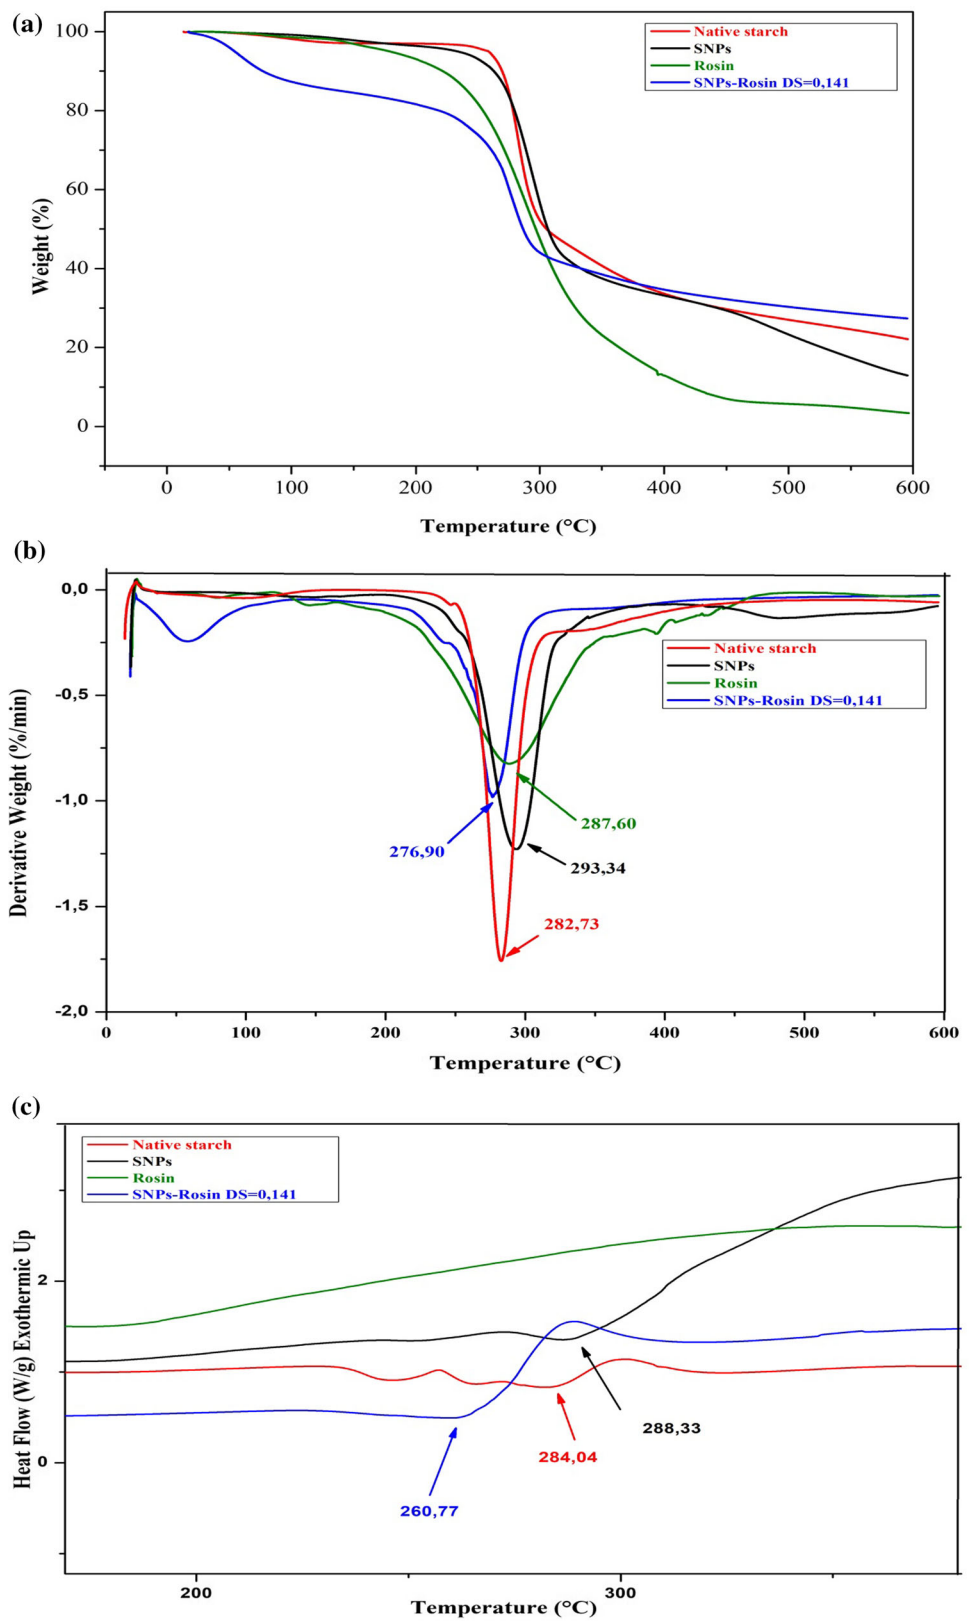 (a)
100
80
60
40
20
0
Weight (%)
Native starch
SNPs
Rosin
SNPs-Rosin DS=0,141
0 100 200 300 400 500 600
Temperature (°C)
(b)
0.0
-0,5
-1,0
-1,5
-2,0
Derivative Weight (%/min)
Native starch
SNPs
Rosin
SNPs-Rosin DS=0,141
287,60
276,90
293,34
282,73
0 100 200 300 400 500 600
Temperature (°C)
(c)
Native starch
SNPs
Rosin
SNPs-Rosin DS=0,141
2
0
Heat Flow (W/g) Exothermic Up
288,33
284,04
260,77
200 300
Temperature (°C)